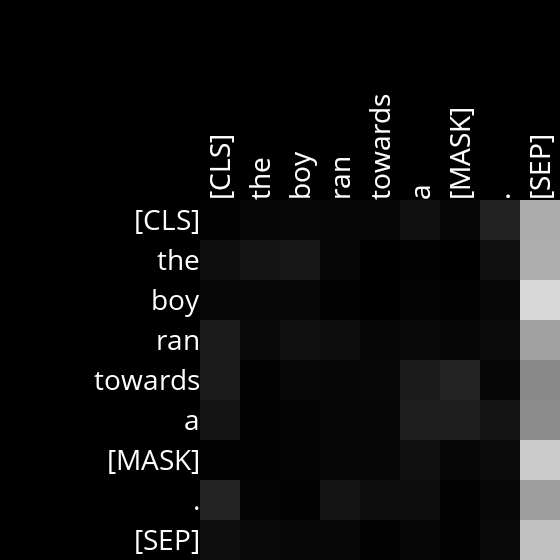 [CLS] the boy ran towards a [MASK] . [SEP]
[CLS]
the
boy
ran
towards
a
[MASK]
.
[SEP]